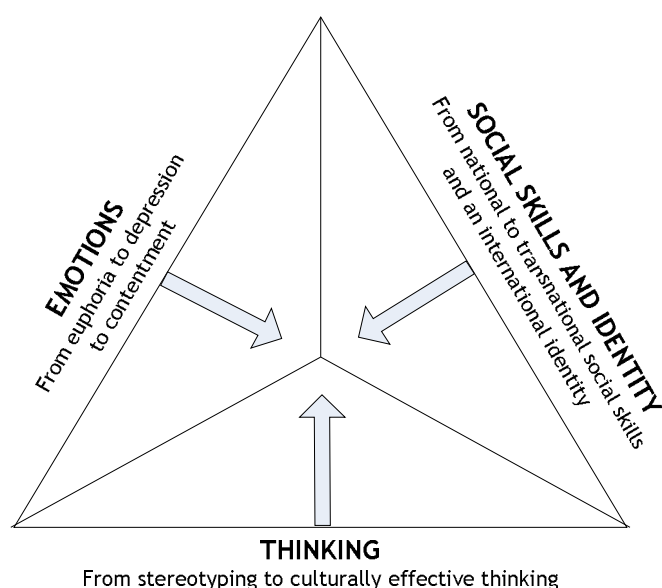 EMOTIONS
From euphoria to depression
to contentment
SOCIAL SKILLS AND IDENTITY
From national to transnational social skills
and an international identity
THINKING
From stereotyping to culturally effective thinking